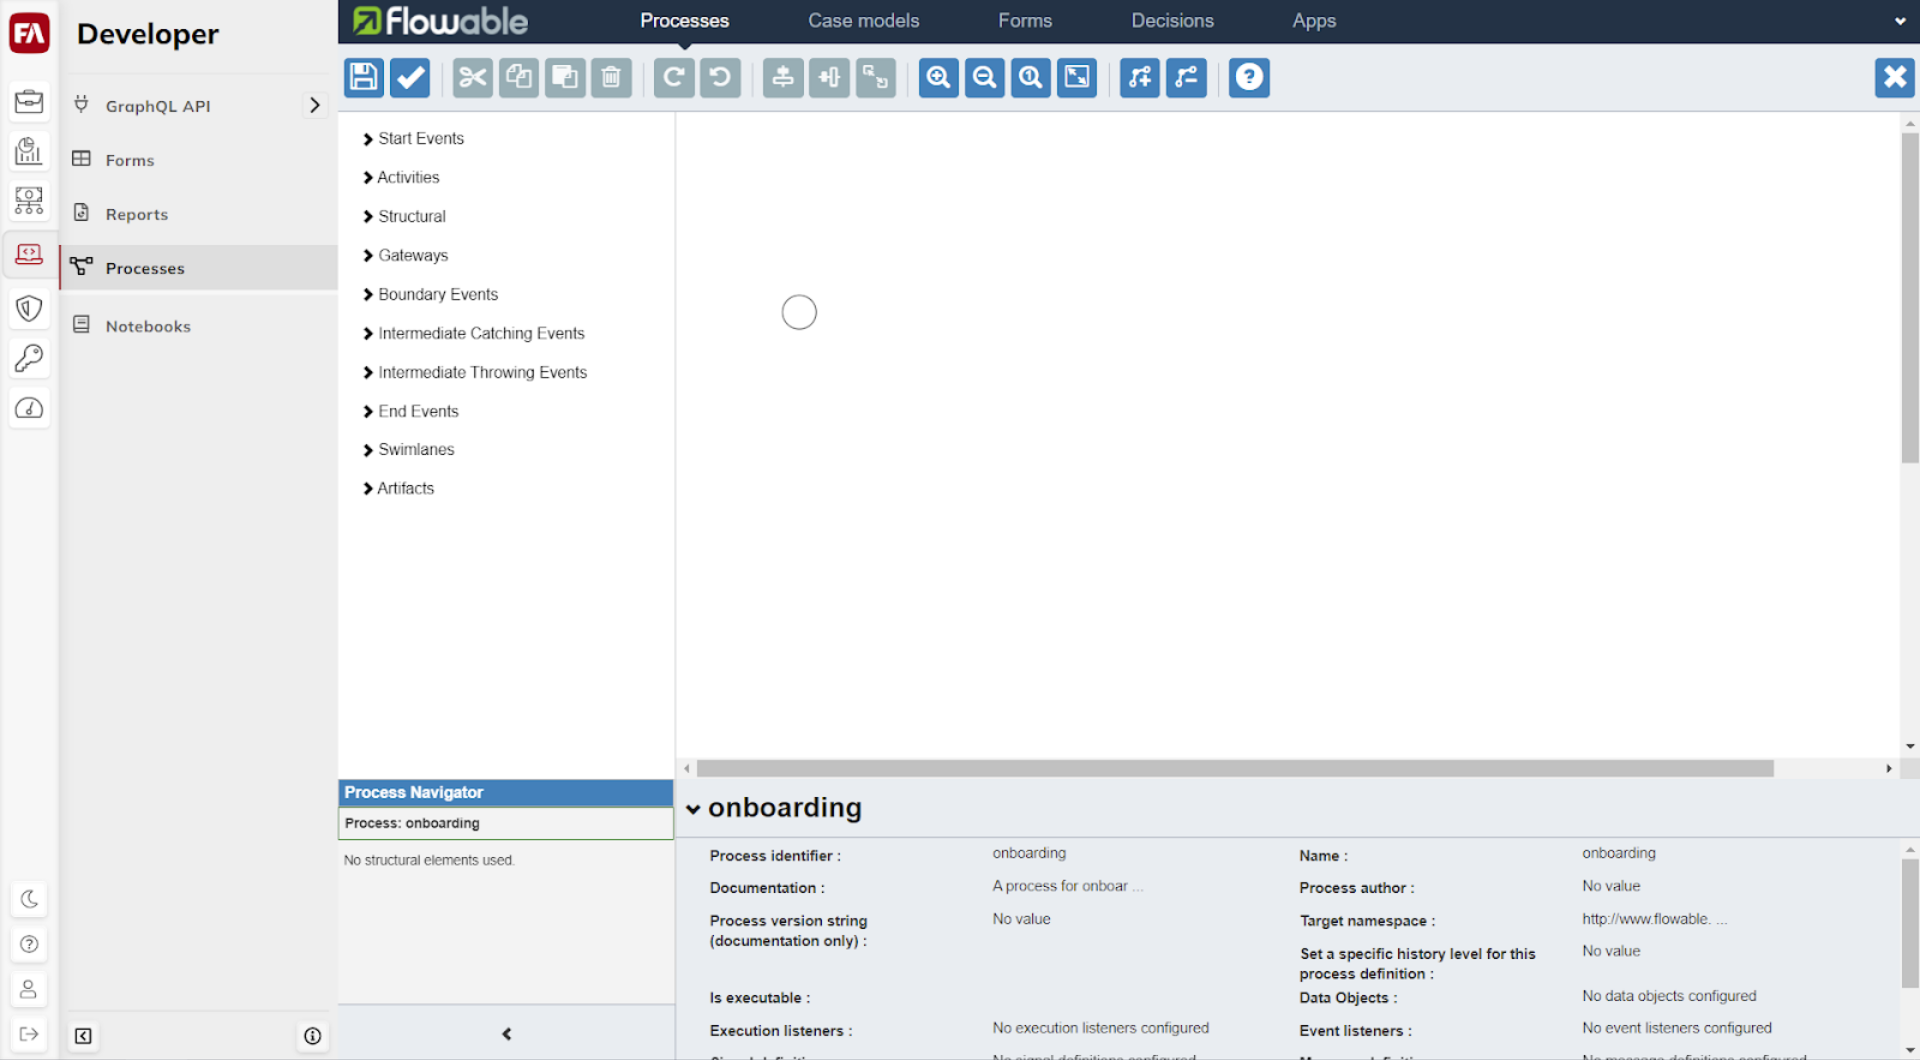 FA
Developer
GraphQL API
Forms
Reports
Processes
Notebooks
flowable
Processes
Case models
Forms
Decisions
Apps
Start Events
Activities
Structural
Gateways
Boundary Events
Intermediate Catching Events
Intermediate Throwing Events
End Events
Swimlanes
Artifacts
Process Navigator
Process: onboarding
No structural elements used.
onboarding
Process identifier : onboarding
Name : onboarding
Documentation : A process for onboar ...
Process author : No value
Process version string
(documentation only) : No value
Target namespace : http://www.flowable. ...
Set a specific history level for this
process definition : No value
Is executable :
Data Objects : No data objects configured
Execution listeners : No execution listeners configured
Event listeners : No event listeners configured